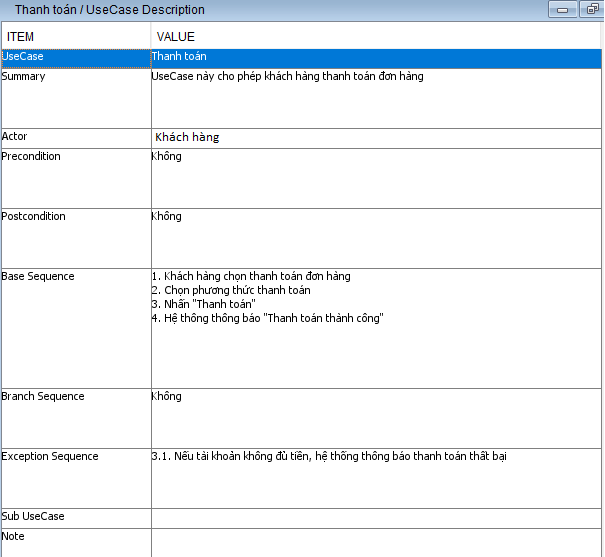 Thanh toán / UseCase Description
ITEM VALUE
UseCase Thanh toán
Summary UseCase này cho phép khách hàng thanh toán đơn hàng
Actor Khách hàng
Precondition Không
Postcondition Không
Base Sequence 1. Khách hàng chọn thanh toán đơn hàng
2. Chọn phương thức thanh toán
3. Nhấn "Thanh toán"
4. Hệ thống thông báo "Thanh toán thành công"
Branch Sequence Không
Exception Sequence 3.1. Nếu tài khoản không đủ tiền, hệ thống thông báo thanh toán thất bại
Sub UseCase
Note